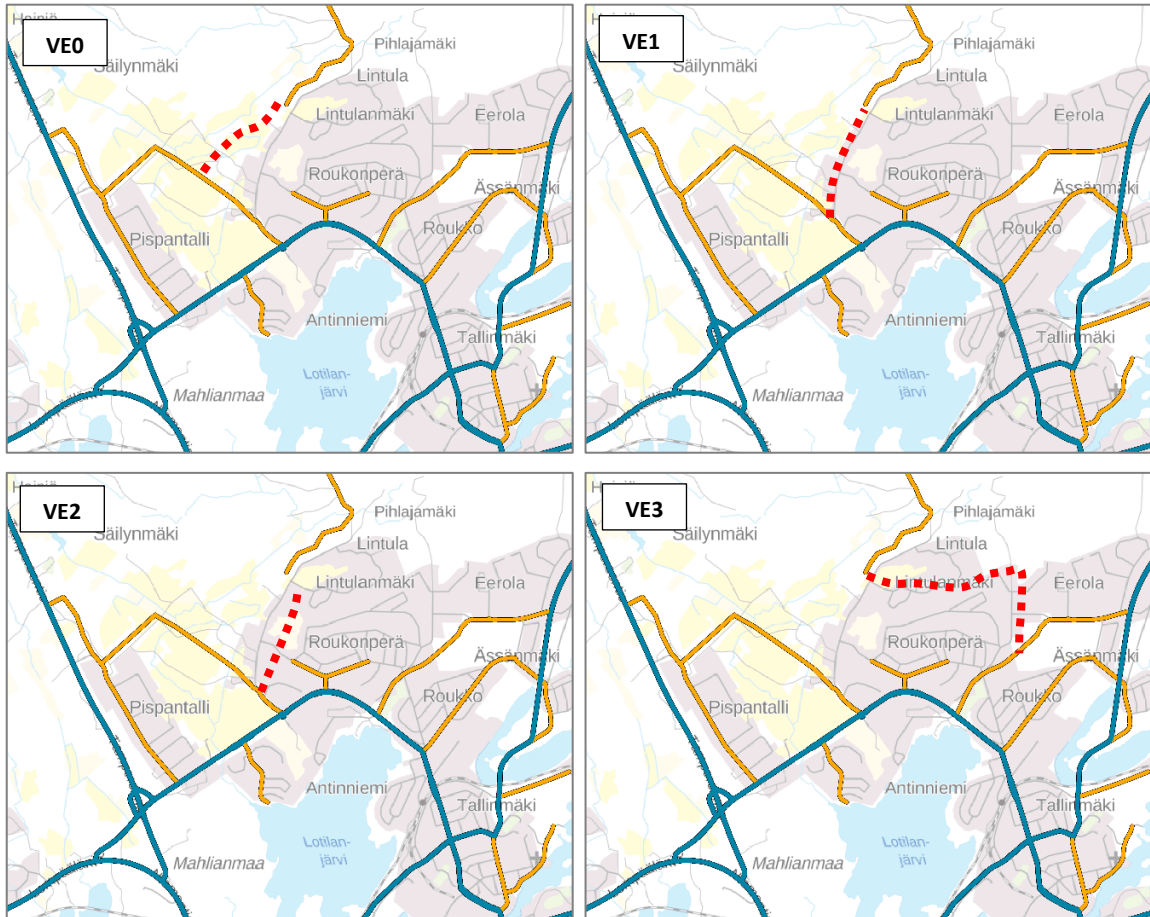 VE0
Säilynmäki
Pihlajamäki
Lintula
Lintulanmäki
Eerola
Roukonperä
Ässänmäki
Pispantalli
Roukko
Antinniemi
Tallinmäki
Mahlianmaa
Lotilan-
järvi
VE1
Säilynmäki
Pihlajamäki
Lintula
Lintulanmäki
Eerola
Roukonperä
Ässänmäki
Pispantalli
Roukko
Antinniemi
Tallinmäki
Mahlianmaa
Lotilan-
järvi
VE2
Säilynmäki
Pihlajamäki
Lintula
Lintulanmäki
Eerola
Roukonperä
Ässänmäki
Pispantalli
Roukko
Antinniemi
Tallinmäki
Mahlianmaa
Lotilan-
järvi
VE3
Säilynmäki
Pihlajamäki
Lintula
Lintulanmäki
Eerola
Roukonperä
Ässänmäki
Pispantalli
Roukko
Antinniemi
Tallinmäki
Mahlianmaa
Lotilan-
järvi